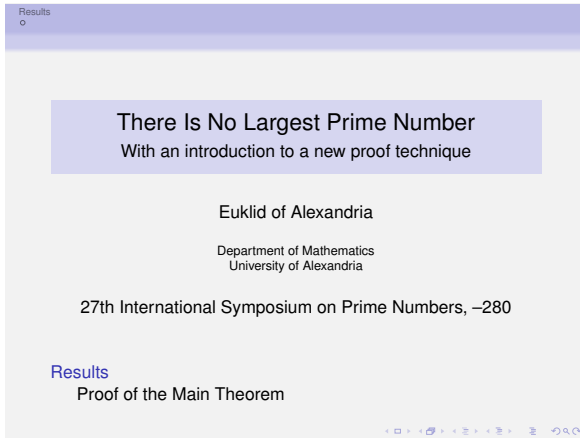 Results
There Is No Largest Prime Number
With an introduction to a new proof technique
Euklid of Alexandria
Department of Mathematics
University of Alexandria
27th International Symposium on Prime Numbers, –280
Results
Proof of the Main Theorem